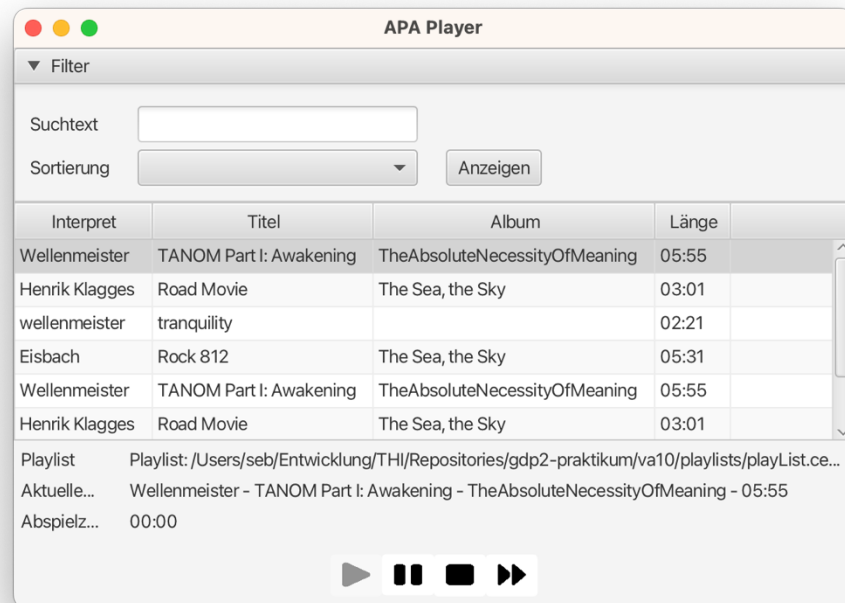 APA Player
Filter
Suchtext
Sortierung Anzeigen
Interpret Titel Album Länge
Wellenmeister TANOM Part I: Awakening TheAbsoluteNecessityOfMeaning 05:55
Henrik Klagges Road Movie The Sea, the Sky 03:01
wellenmeister tranquility 02:21
Eisbach Rock 812 The Sea, the Sky 05:31
Wellenmeister TANOM Part I: Awakening TheAbsoluteNecessityOfMeaning 05:55
Henrik Klagges Road Movie The Sea, the Sky 03:01
Playlist Playlist: /Users/seb/Entwicklung/THI/Repositories/gdp2-praktikum/va10/playlists/playList.ce...
Aktuelle... Wellenmeister - TANOM Part I: Awakening - TheAbsoluteNecessityOfMeaning - 05:55
Abspielz... 00:00